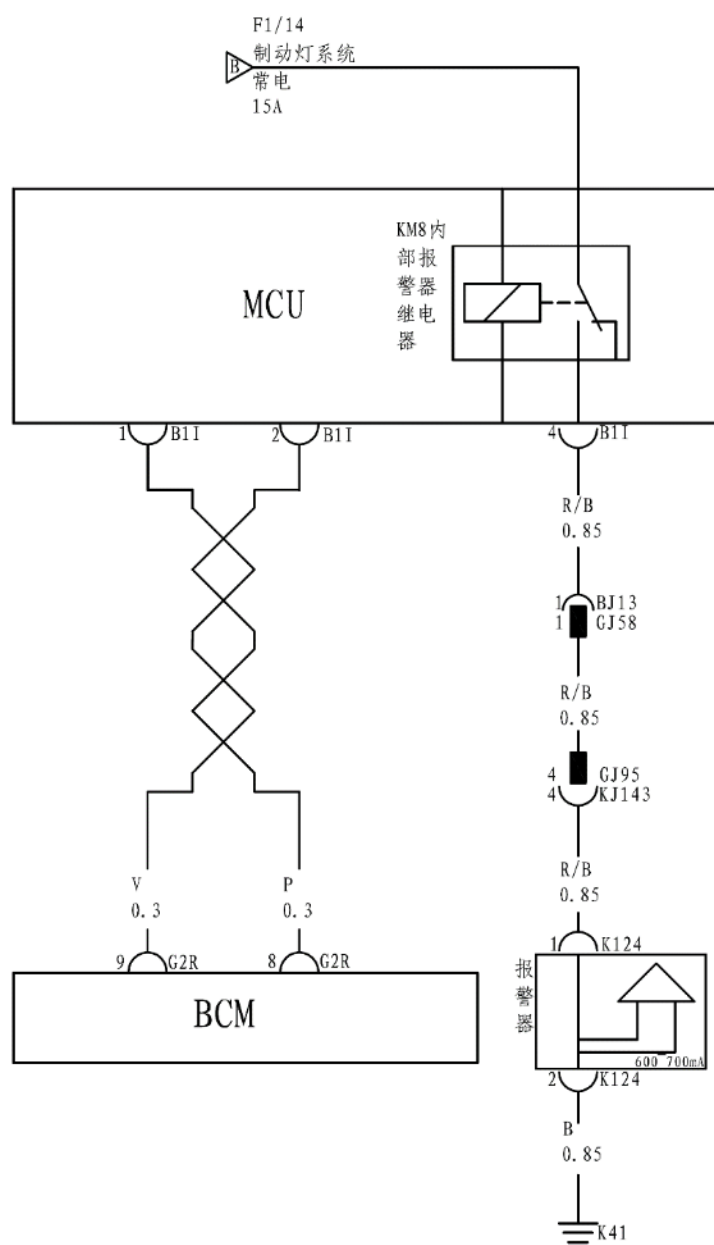 F1/14
制动灯系统
B
常电
15A
KM8内
部报
警器
继电
器
MCU
1 B1I
2 B1I
4 B1I
R/B
0.85
1 BJ13
1 GJ58
R/B
0.85
4 GJ95
4 KJ143
R/B
0.85
V
0.3
P
0.3
9 G2R
8 G2R
BCM
1 K124
报
警
器
600 700mA
2 K124
B
0.85
K41